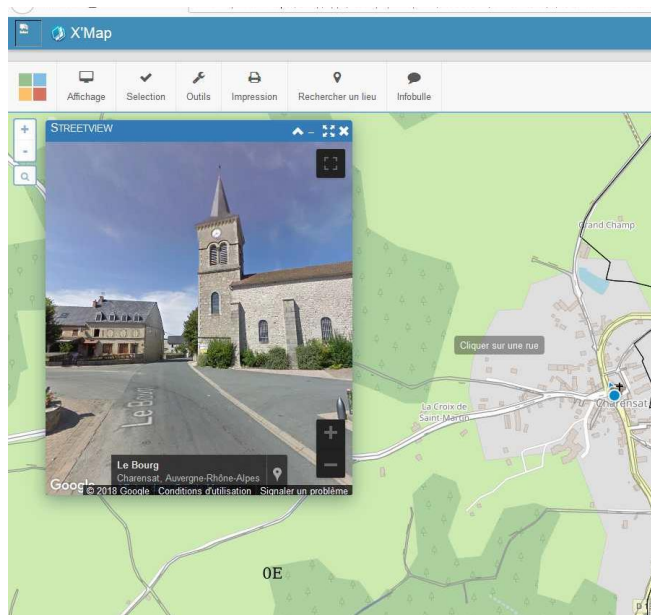 X'Map
Affichage Selection Outils Impression Rechercher un lieu Infobulle
STREETVIEW
Grand Champ
Cliquer sur une rue
La Croix de
Saint-Martin
Charensat
Le Bourg
Le Bourg
Charensat, Auvergne-Rhône-Alpes
Google
© 2018 Google Conditions d'utilisation Signaler un problème
0E
D 1